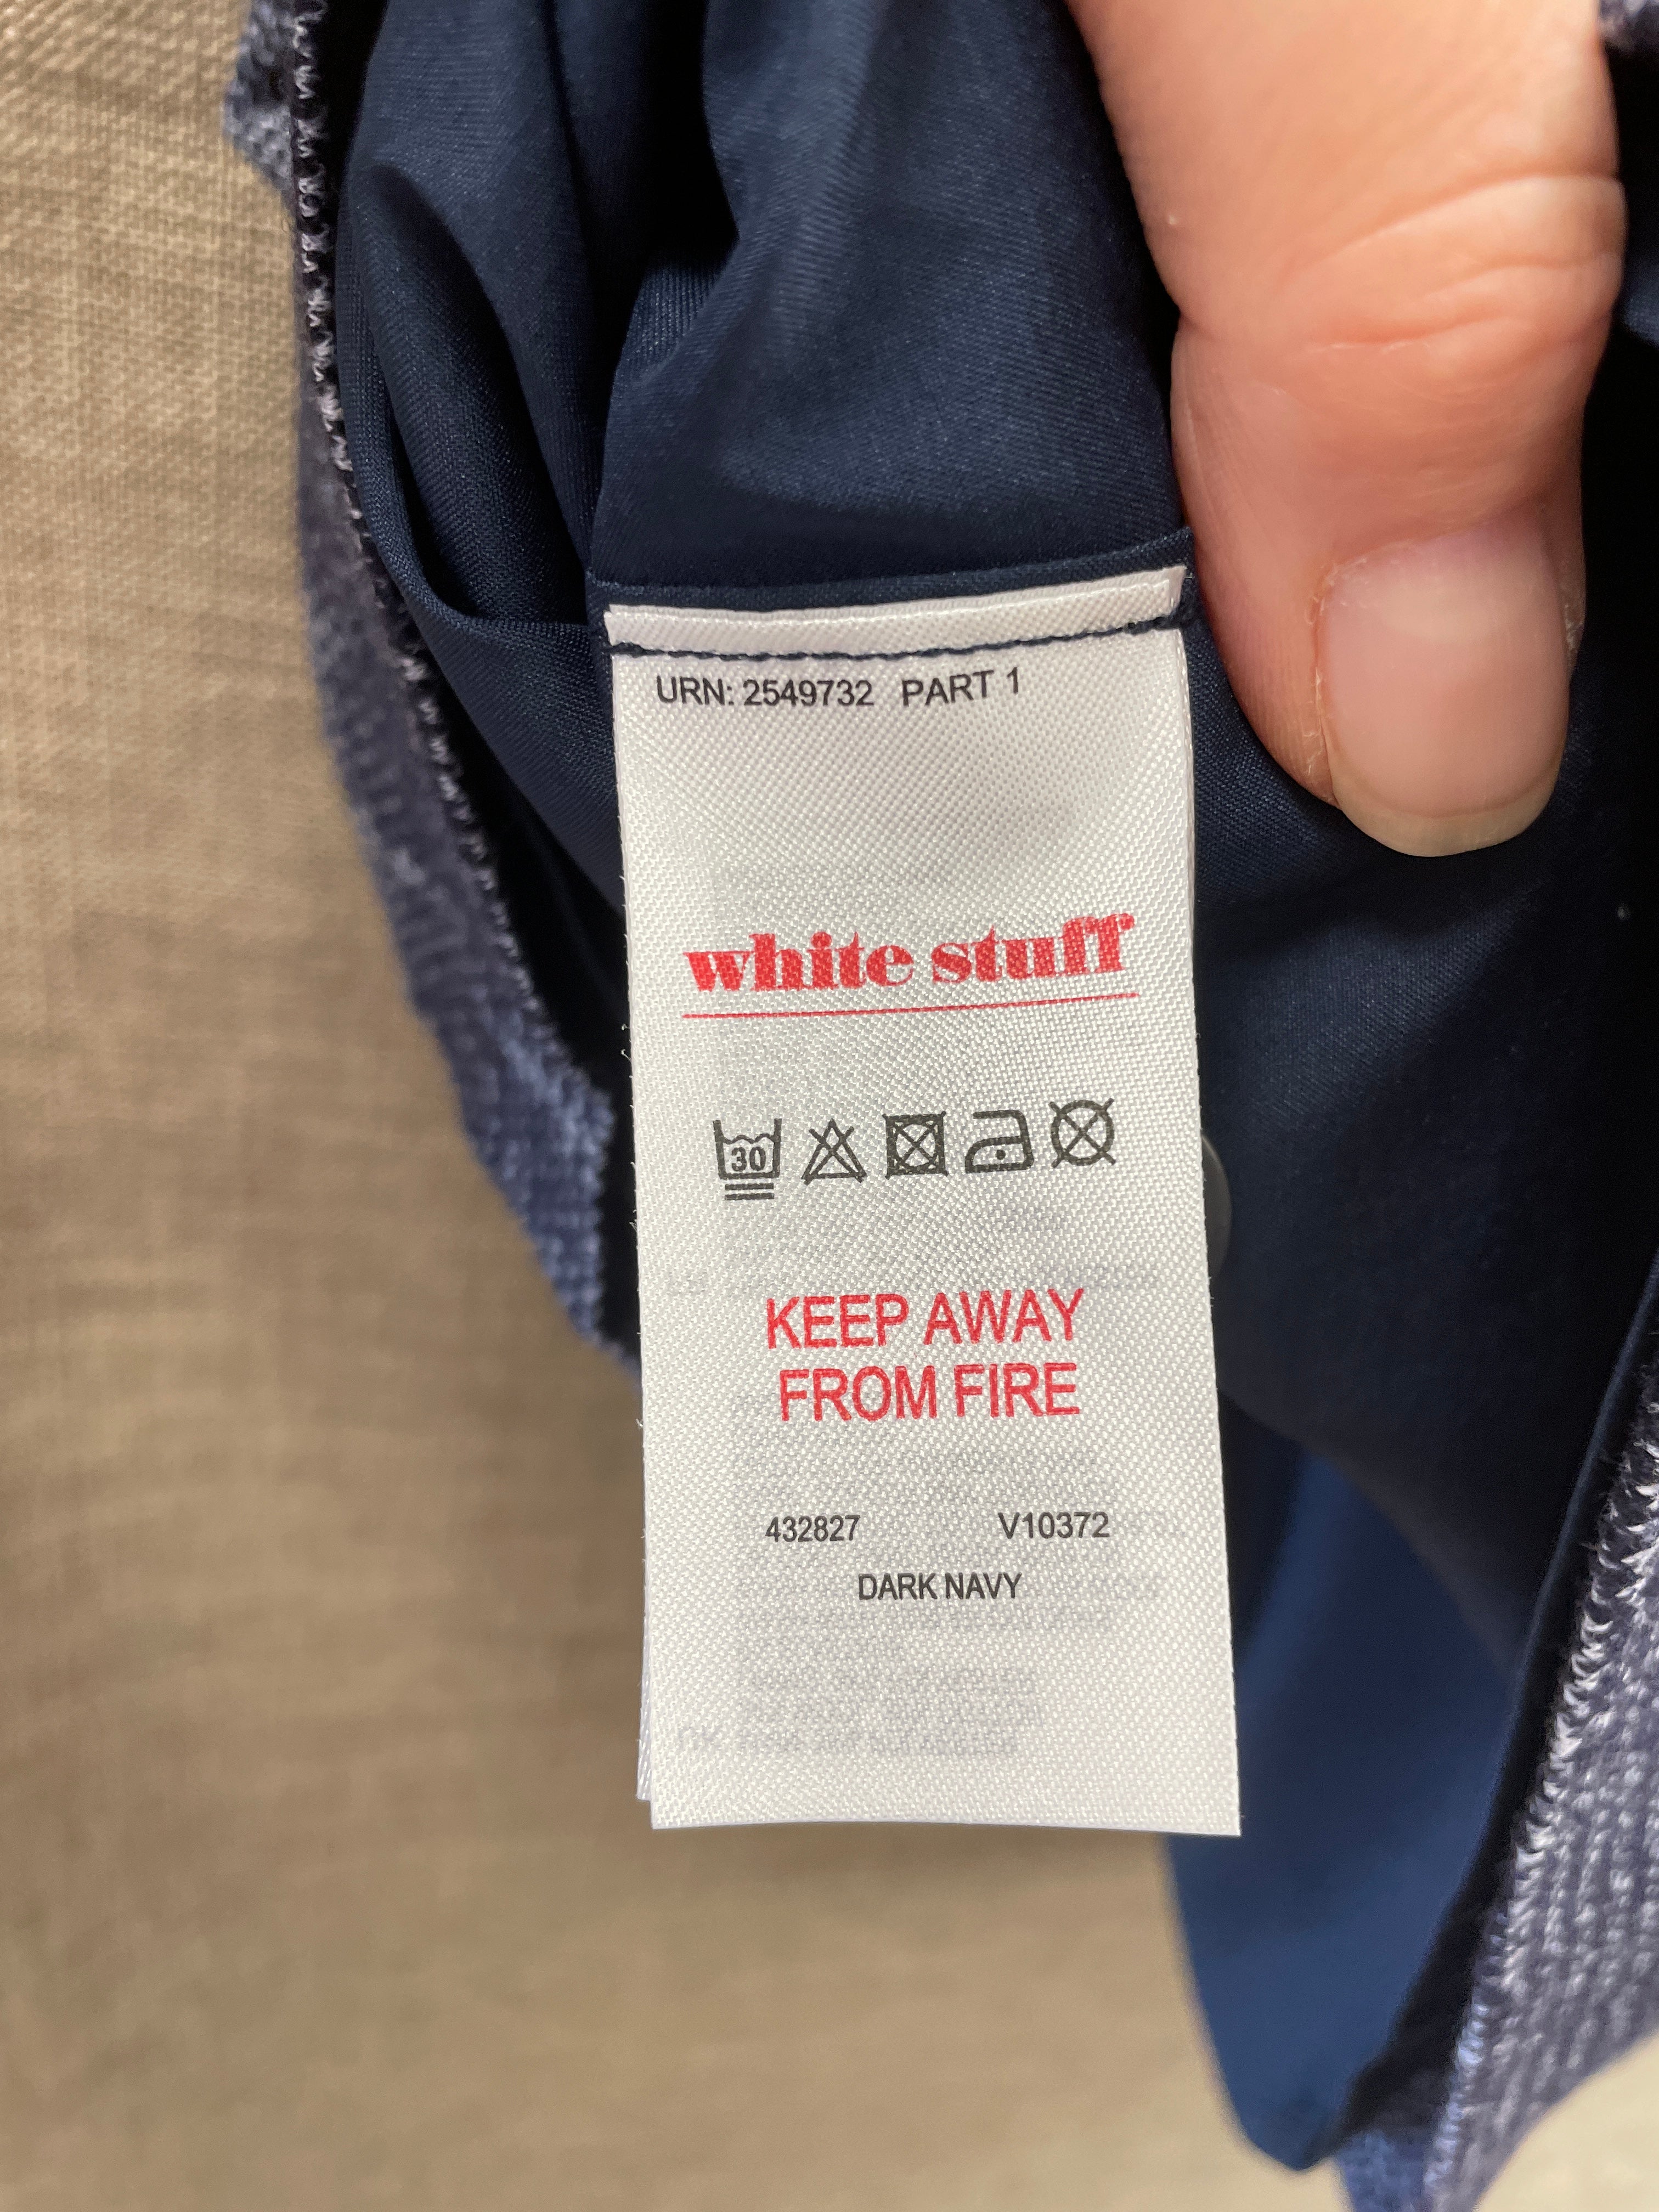 URN: 2549732 PART 1
white stuff
30
KEEP AWAY
FROM FIRE
432827 V10372
DARK NAVY